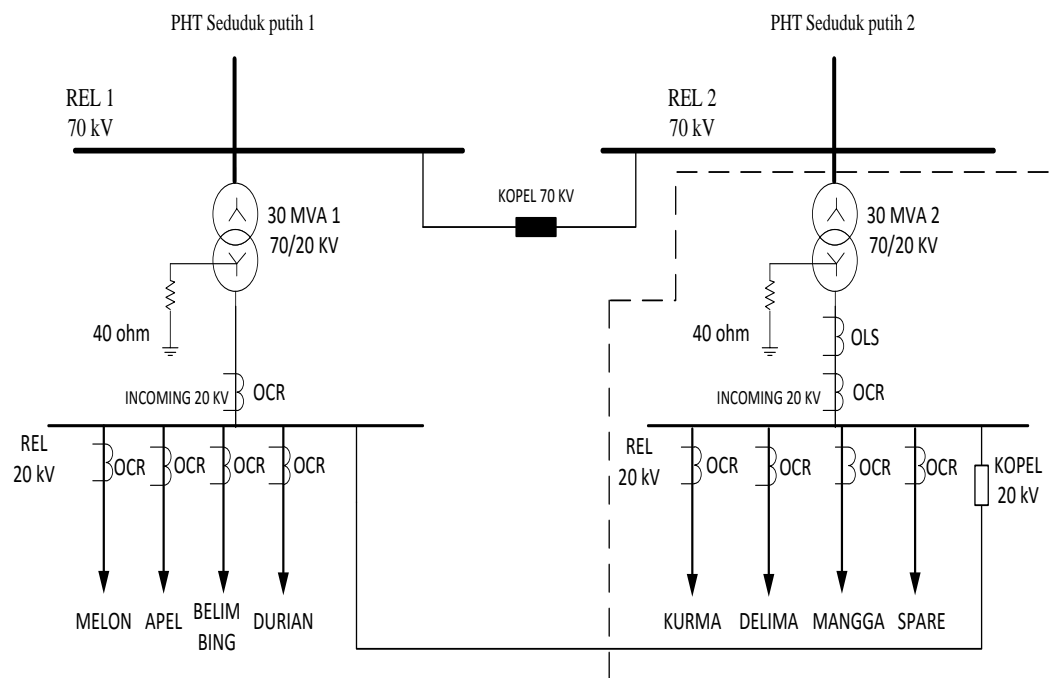 PHT Seduduk putih 1
PHT Seduduk putih 2
REL 1
70 kV
REL 2
70 kV
KOPEL 70 KV
30 MVA 1
70/20 KV
30 MVA 2
70/20 KV
40 ohm
40 ohm
OLS
INCOMING 20 KV
OCR
INCOMING 20 KV
OCR
REL
20 kV
OCR
OCR
OCR
OCR
REL
20 kV
OCR
OCR
OCR
OCR
KOPEL
20 kV
MELON
APEL
BELIM
BING
DURIAN
KURMA
DELIMA
MANGGA
SPARE